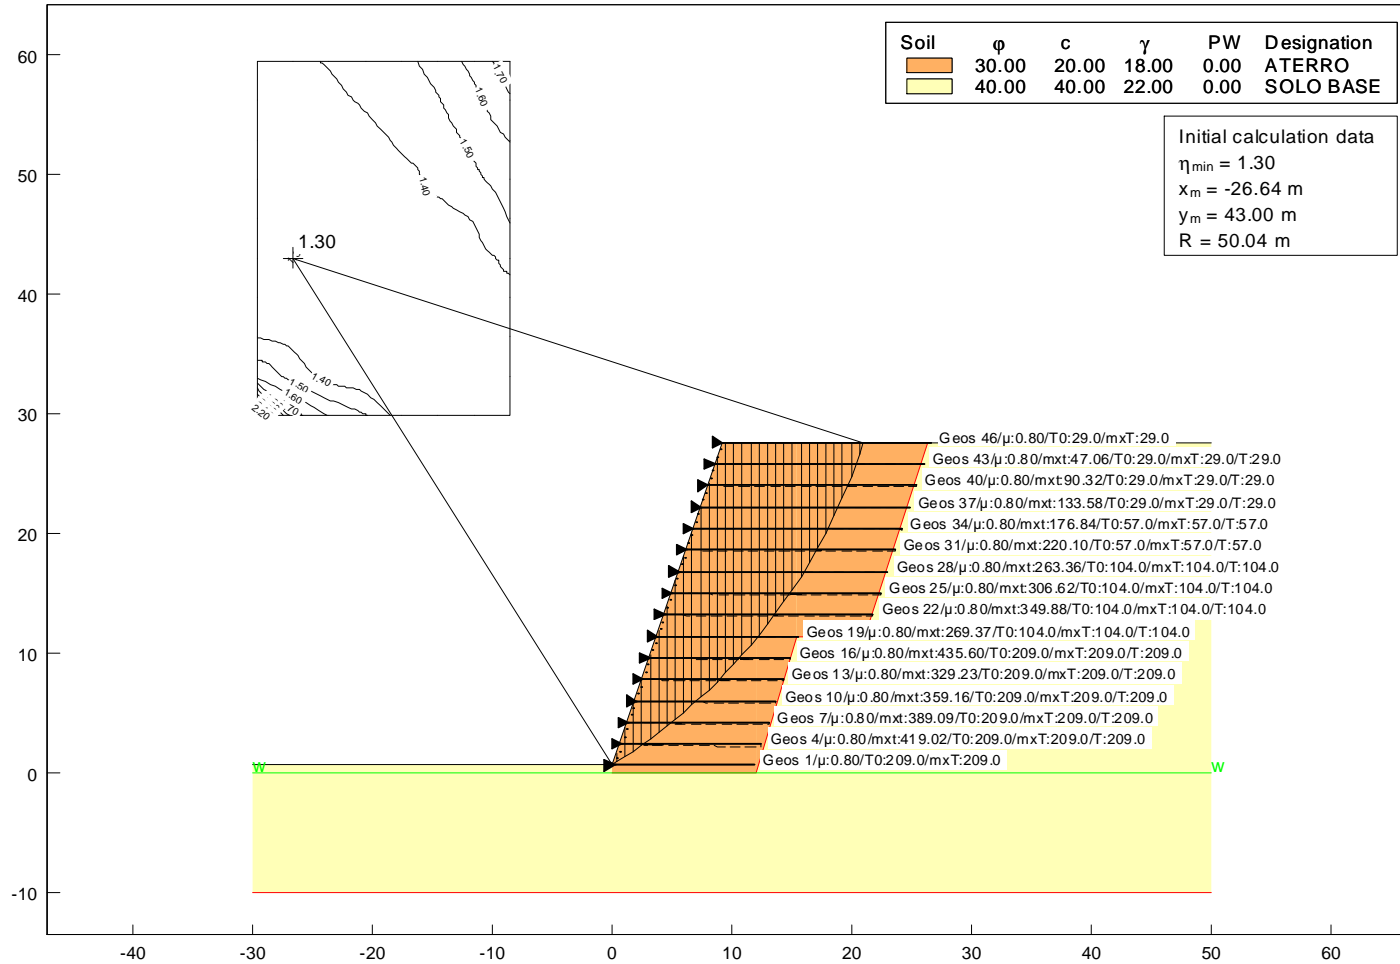 Soil φ c γ PW Designation
30.00 20.00 18.00 0.00 ATERRO
40.00 40.00 22.00 0.00 SOLO BASE
Initial calculation data
ηmin = 1.30
xm = -26.64 m
ym = 43.00 m
R = 50.04 m
60
50
40
30
20
10
0
-10
1.70
1.60
1.50
1.40
1.30
1.40
1.50
1.60
.70
2.20
Geos 46/µ:0.80/T0:29.0/mxT:29.0
Geos 43/µ:0.80/mxt:47.06/T0:29.0/mxT:29.0/T:29.0
Geos 40/µ:0.80/mxt:90.32/T0:29.0/mxT:29.0/T:29.0
Geos 37/µ:0.80/mxt:133.58/T0:29.0/mxT:29.0/T:29.0
Geos 34/µ:0.80/mxt:176.84/T0:57.0/mxT:57.0/T:57.0
Geos 31/µ:0.80/mxt:220.10/T0:57.0/mxT:57.0/T:57.0
Geos 28/µ:0.80/mxt:263.36/T0:104.0/mxT:104.0/T:104.0
Geos 25/µ:0.80/mxt:306.62/T0:104.0/mxT:104.0/T:104.0
Geos 22/µ:0.80/mxt:349.88/T0:104.0/mxT:104.0/T:104.0
Geos 19/µ:0.80/mxt:269.37/T0:104.0/mxT:104.0/T:104.0
Geos 16/µ:0.80/mxt:435.60/T0:209.0/mxT:209.0/T:209.0
Geos 13/µ:0.80/mxt:329.23/T0:209.0/mxT:209.0/T:209.0
Geos 10/µ:0.80/mxt:359.16/T0:209.0/mxT:209.0/T:209.0
Geos 7/µ:0.80/mxt:389.09/T0:209.0/mxT:209.0/T:209.0
Geos 4/µ:0.80/mxt:419.02/T0:209.0/mxT:209.0/T:209.0
Geos 1/µ:0.80/T0:209.0/mxT:209.0
W W
-40 -30 -20 -10 0 10 20 30 40 50 60